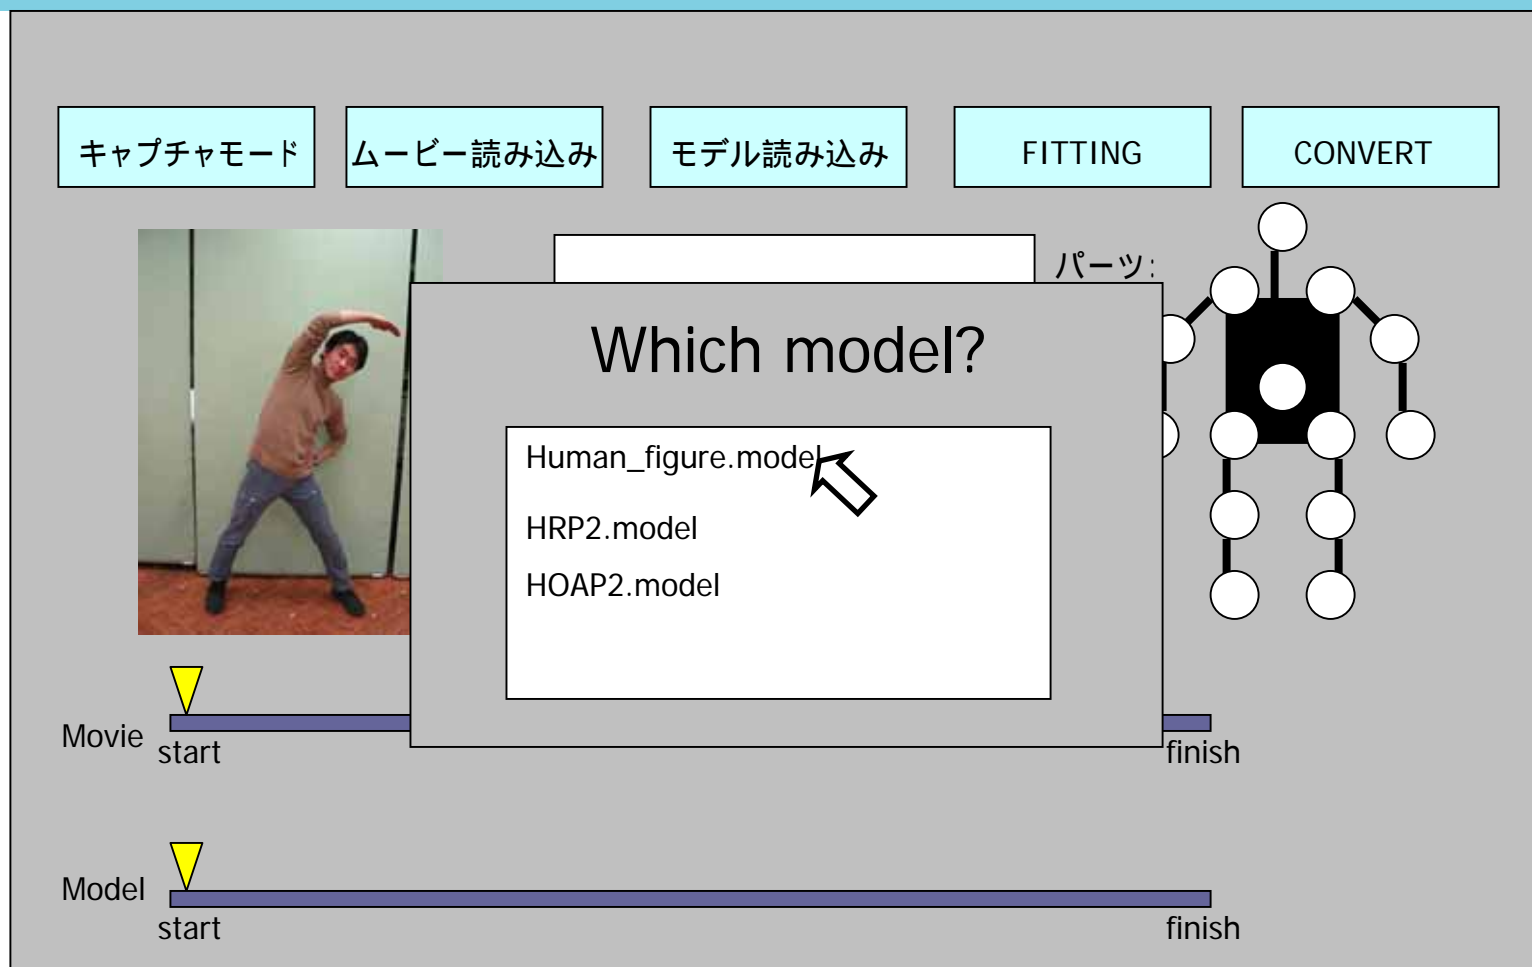 キャプチャモード
ムービー読み込み
モデル読み込み
FITTING
CONVERT
パーツ:
Which model?
Human_figure.model
HRP2.model
HOAP2.model
Movie
start
finish
Model
start
finish